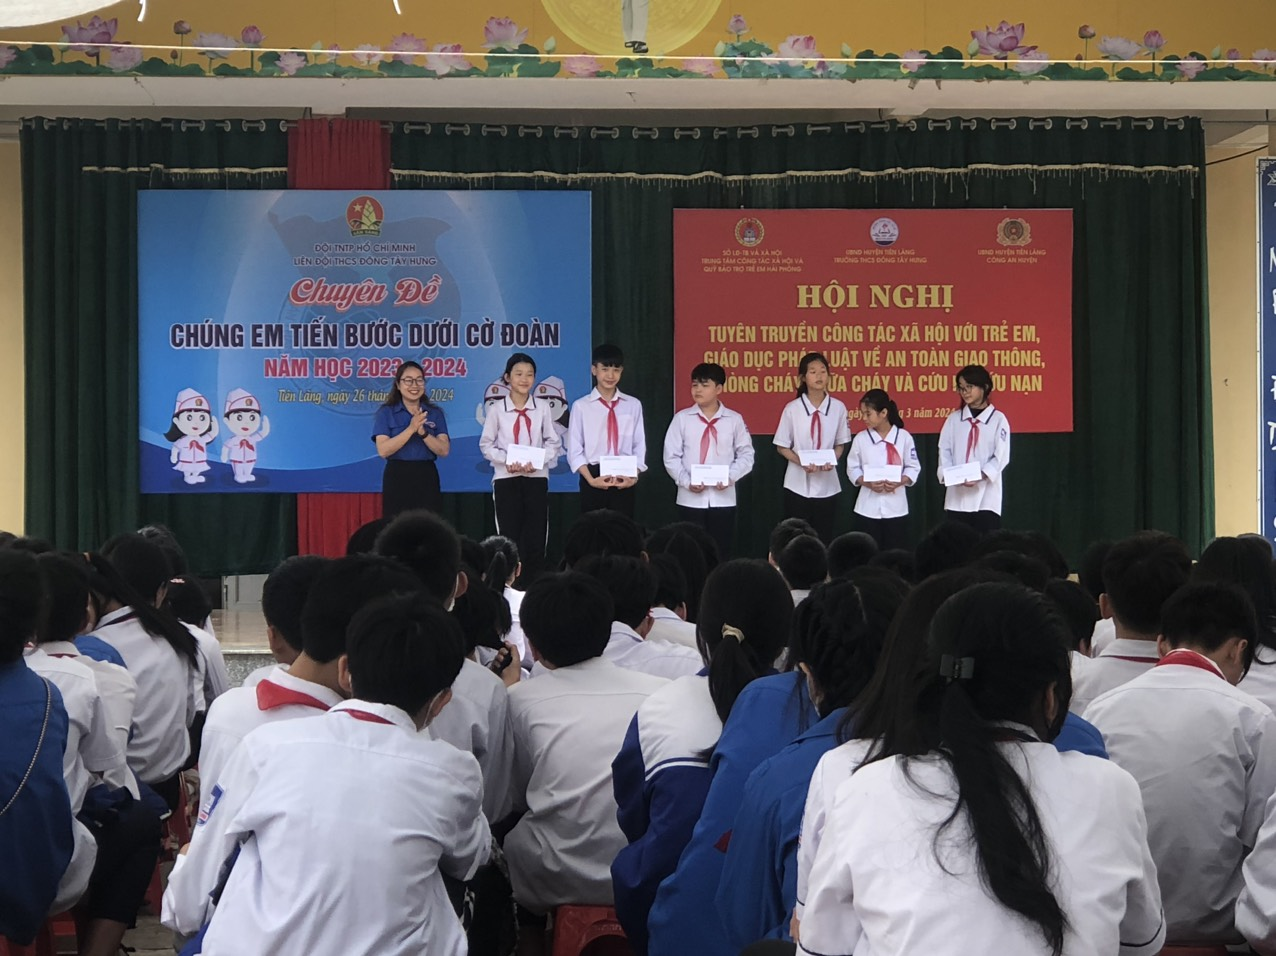 ĐỘI TNTP HỒ CHÍ MINH
LIÊN ĐỘI THCS ĐÔNG TÂY HƯNG
Chuyên Đề
CHÚNG EM TIẾN BƯỚC DƯỚI CỜ ĐOÀN
NĂM HỌC 2023 - 2024
Tiên Lãng, ngày 26 2024
SỞ LĐ-TB VÀ XÃ HỘI
TRUNG TÂM CÔNG TÁC XÃ HỘI VÀ
QUỸ BẢO TRỢ TRẺ EM HẢI PHÒNG
UBND HUYỆN TIÊN LÃNG
TRƯỜNG THCS ĐÔNG TÂY HƯNG
UBND HUYỆN TIÊN LÃNG
CÔNG AN HUYỆN
HỘI NGHỊ
TUYÊN TRUYỀN CÔNG TÁC XÃ HỘI VỚI TRẺ EM,
GIÁO DỤC PHÁP LUẬT VỀ AN TOÀN GIAO THÔNG,
CHÁY CHÁY VÀ CỨU NẠN
3 năm 2024